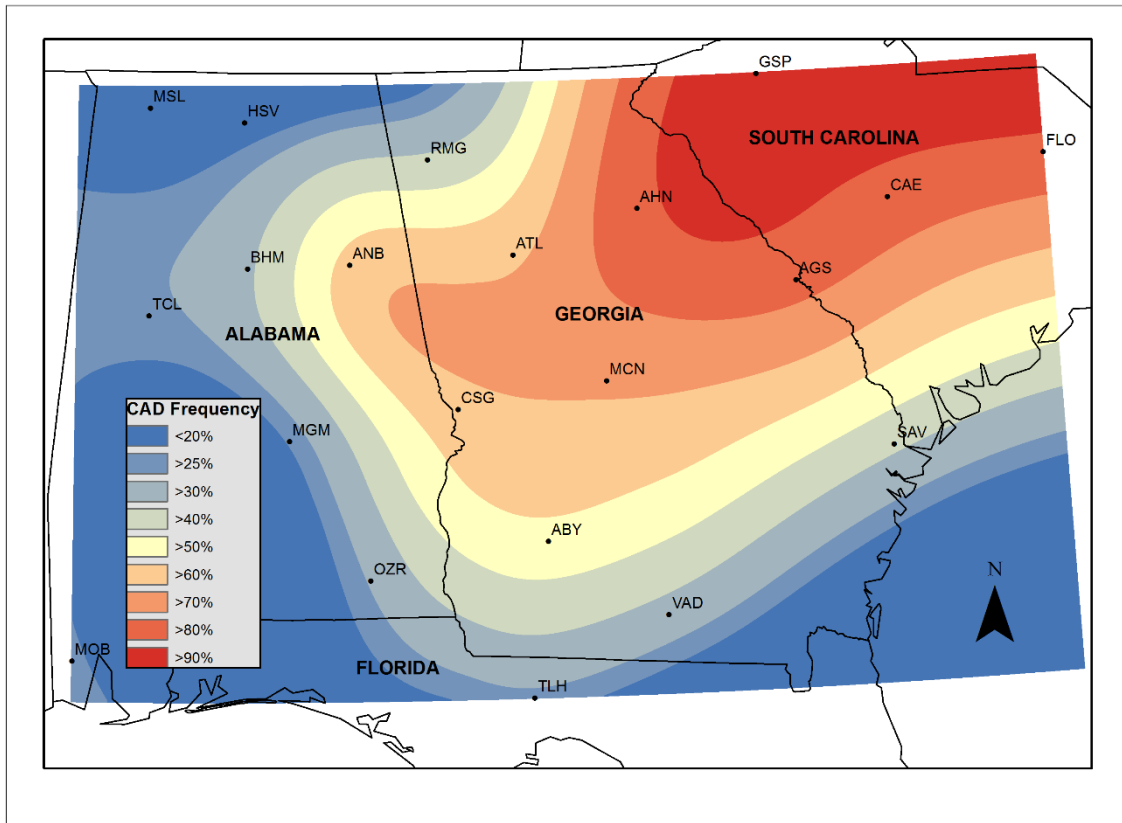 GSP
MSL
HSV
SOUTH CAROLINA
FLO
RMG
CAE
AHN
ATL
BHM
ANB
AGS
TCL
GEORGIA
ALABAMA
MCN
CSG
CAD Frequency
<20%
>25%
>30%
>40%
>50%
>60%
>70%
>80%
>90%
MGM
SAV
ABY
OZR
N
VAD
MOB
FLORIDA
TLH